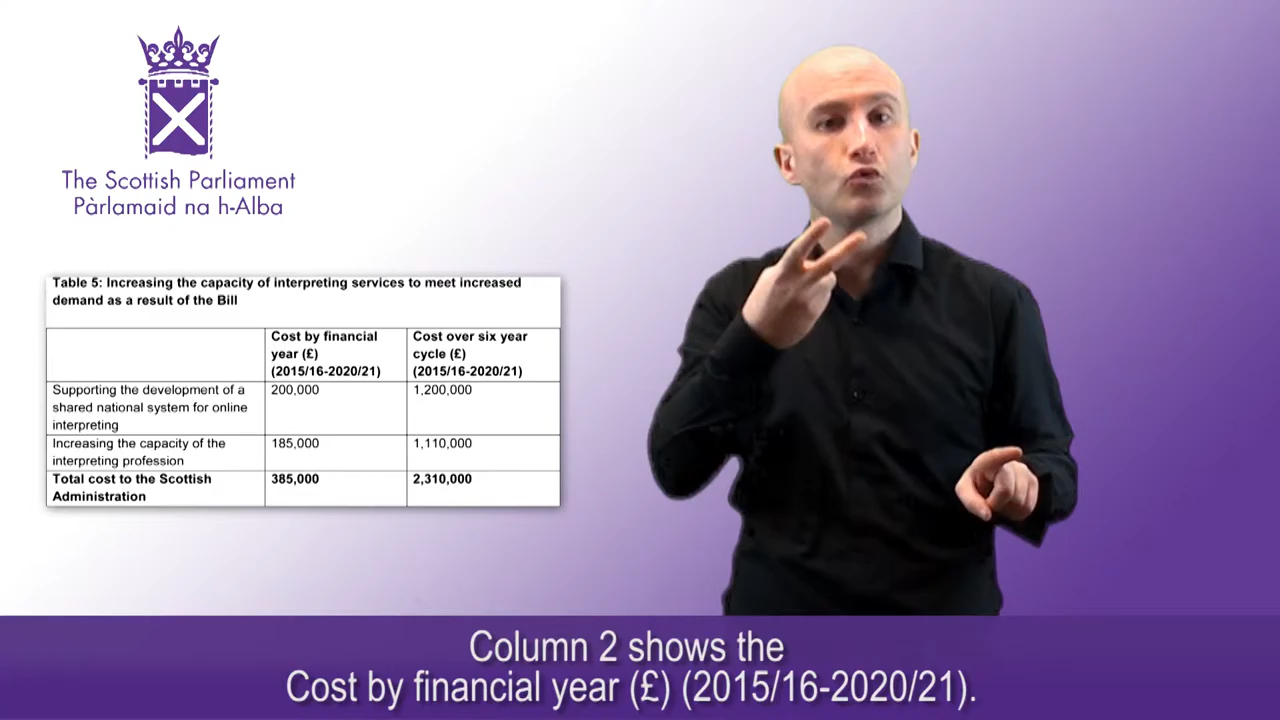 The Scottish Parliament
Pàrlamaid na h-Alba
Table 5: Increasing the capacity of interpreting services to meet increased
demand as a result of the Bill
Cost by financial
year (£)
(2015/16-2020/21)
Cost over six year
cycle (£)
(2015/16-2020/21)
Supporting the development of a
shared national system for online
interpreting
200,000
1,200,000
Increasing the capacity of the
interpreting profession
185,000
1,110,000
Total cost to the Scottish
Administration
385,000
2,310,000
Column 2 shows the
Cost by financial year (£) (2015/16-2020/21).